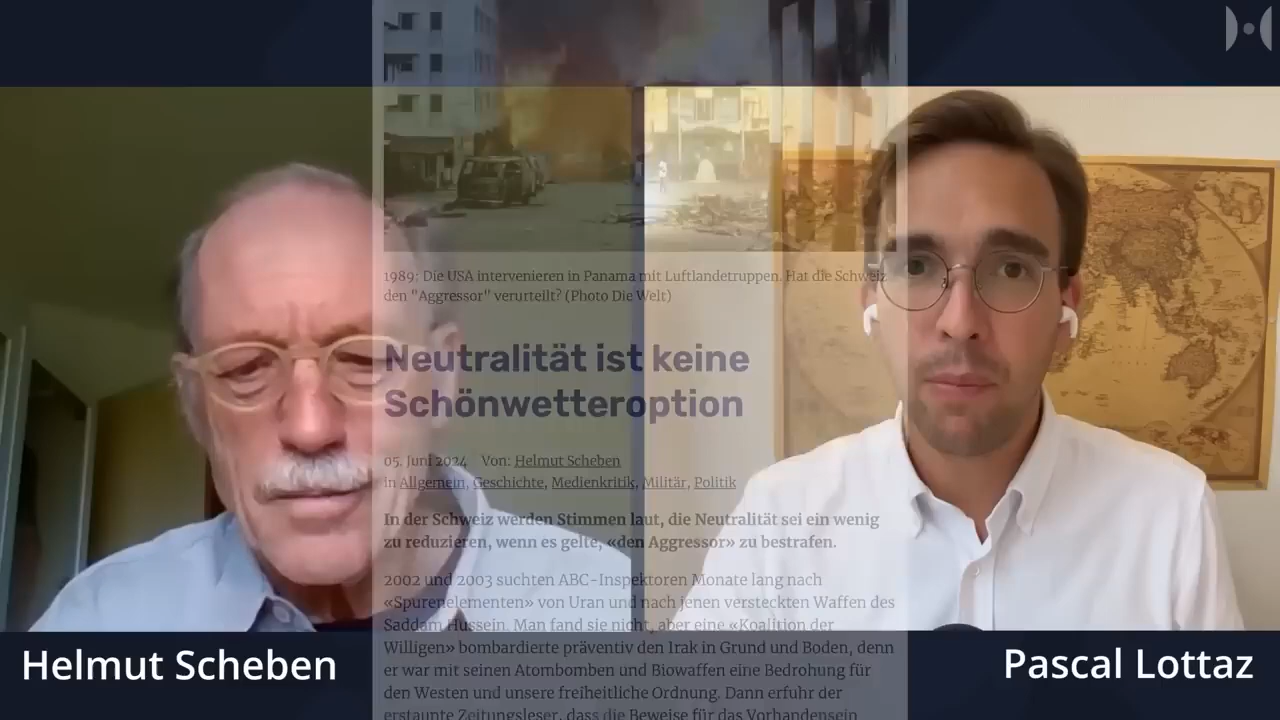 1989: Die USA intervenieren in Panama mit Luftlandetruppen. Hat die Schweiz
den "Aggressor" verurteilt? (Photo Die Welt)
Neutralität ist keine
Schönwetteroption
05. Juni 2024 Von: Helmut Scheben
in Allgemein, Geschichte, Medienkritik, Militär, Politik
In der Schweiz werden Stimmen laut, die Neutralität sei ein wenig
zu reduzieren, wenn es gelte, «den Aggressor» zu bestrafen.
2002 und 2003 suchten ABC-Inspektoren Monate lang nach
«Spurenelementen» von Uran und nach jenen versteckten Waffen des
Saddam Hussein. Man fand sie nicht, aber eine «Koalition der
Willigen» bombardierte präventiv den Irak in Grund und Boden, denn
er war mit seinen Atombomben und Biowaffen eine Bedrohung für
den Westen und unsere freiheitliche Ordnung. Dann erfuhr der
erstaunte Zeitungsleser, dass die Beweise für das Vorhandensein
Helmut Scheben
Pascal Lottaz